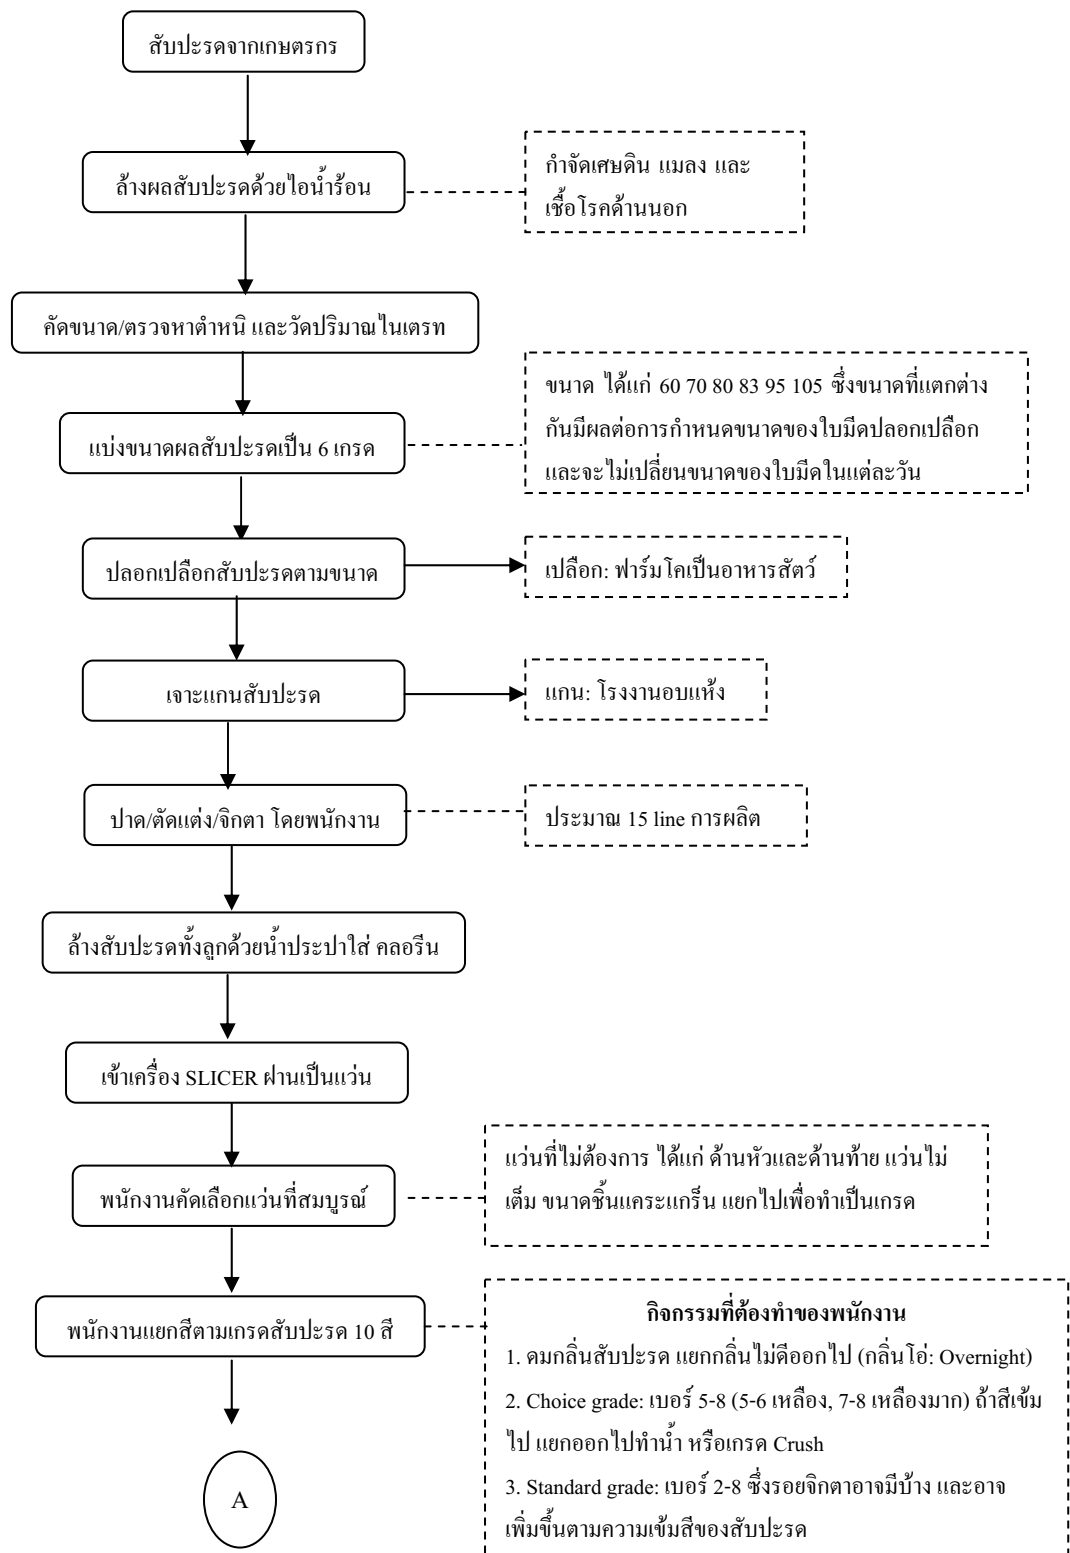 สับปะรดจากเกษตรกร
ล้างผลสับปะรดด้วยไอน้ำร้อน
กำจัดเศษดิน แมลง และ
เชื้อโรคด้านนอก
คัดขนาด/ตรวจหาตำหนิ และวัดปริมาณไนเตรท
แบ่งขนาดผลสับปะรดเป็น 6 เกรด
ขนาด ได้แก่ 60 70 80 83 95 105 ซึ่งขนาดที่แตกต่าง
กันมีผลต่อการกำหนดขนาดของใบมีดปลอกเปลือก
และจะไม่เปลี่ยนขนาดของใบมีดในแต่ละวัน
ปลอกเปลือกสับปะรดตามขนาด
เปลือก: ฟาร์มโคเป็นอาหารสัตว์
เจาะแกนสับปะรด
แกน: โรงงานอบแห้ง
ปาด/ตัดแต่ง/จิกตา โดยพนักงาน
ประมาณ 15 line การผลิต
ล้างสับปะรดทั้งลูกด้วยน้ำประปาใส่ คลอรีน
เข้าเครื่อง SLICER ฝานเป็นแว่น
พนักงานคัดเลือกแว่นที่สมบูรณ์
แว่นที่ไม่ต้องการ ได้แก่ ด้านหัวและด้านท้าย แว่นไม่
เต็ม ขนาดชิ้นแคระแกร็น แยกไปเพื่อทำเป็นเกรด
พนักงานแยกสีตามเกรดสับปะรด 10 สี
กิจกรรมที่ต้องทำของพนักงาน
1. ดมกลิ่นสับปะรด แยกกลิ่นไม่ดีออกไป (กลิ่นโอ่: Overnight)
2. Choice grade: เบอร์ 5-8 (5-6 เหลือง, 7-8 เหลืองมาก) ถ้าสีเข้ม
ไป แยกออกไปทำน้ำ หรือเกรด Crush
3. Standard grade: เบอร์ 2-8 ซึ่งรอยจิกตาอาจมีบ้าง และอาจ
เพิ่มขึ้นตามความเข้มสีของสับปะรด
A